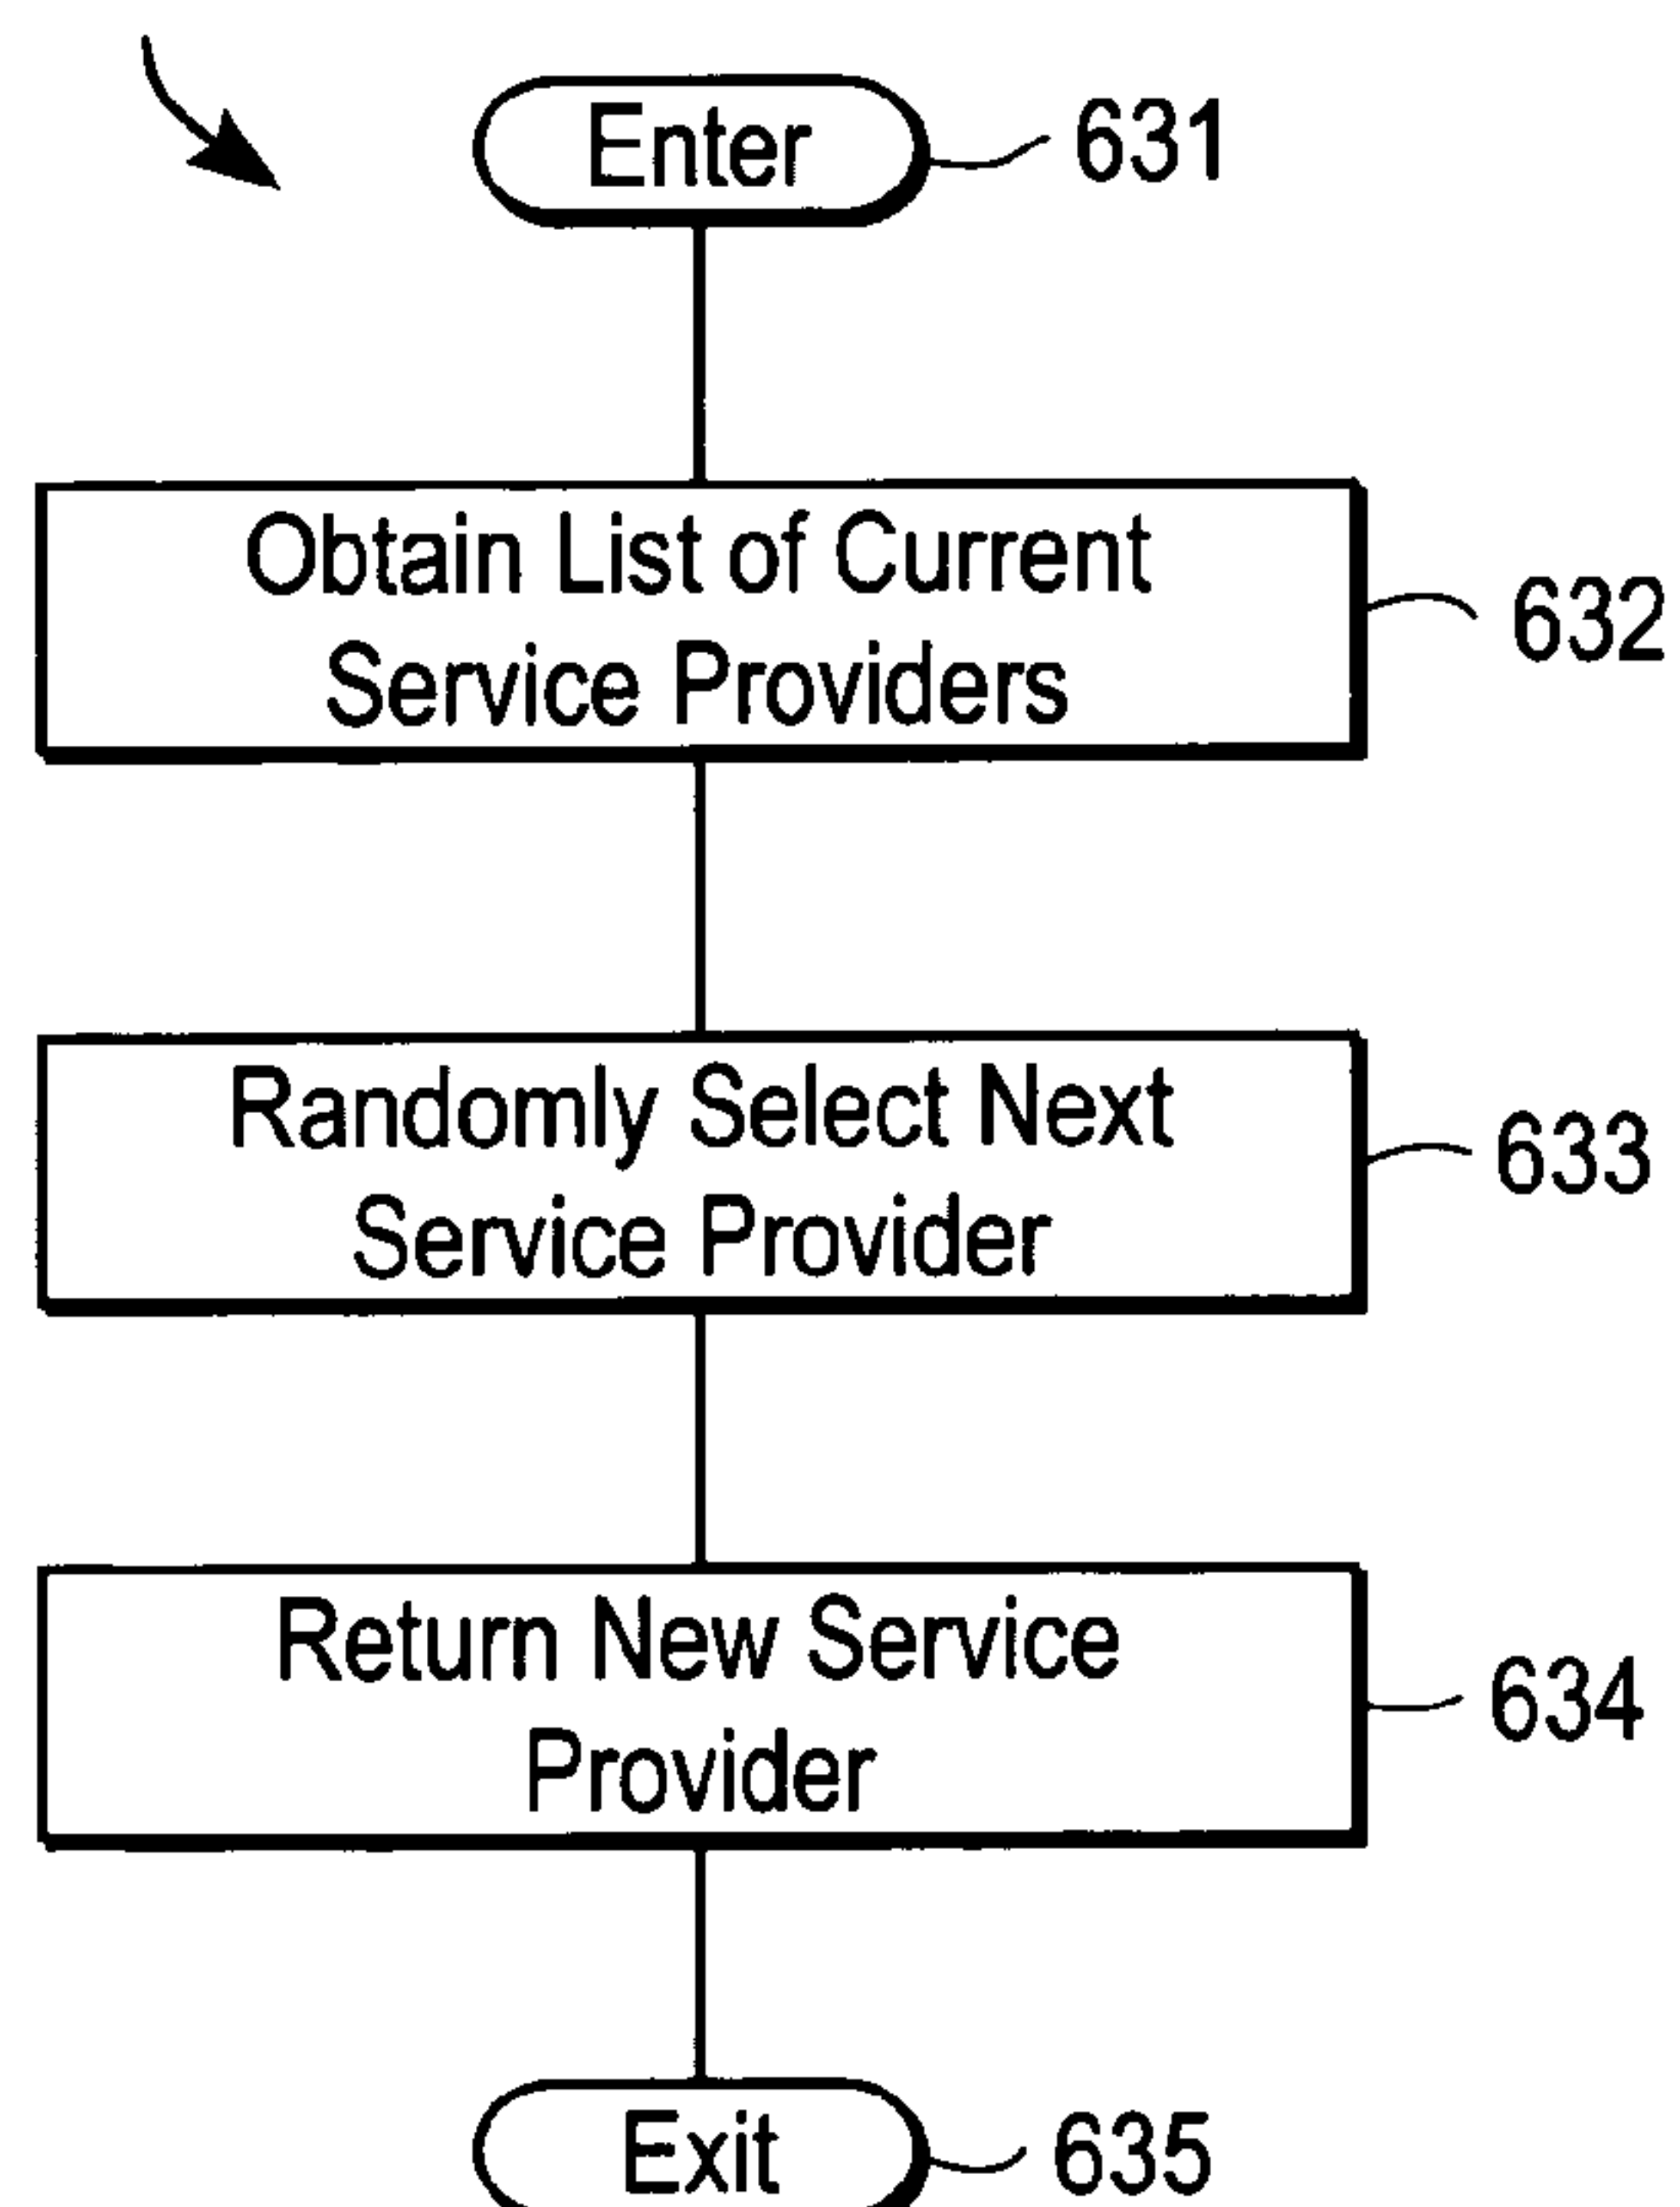 Enter
631
Obtain List of Current
Service Providers
632
Randomly Select Next
Service Provider
633
Return New Service
Provider
634
Exit
635